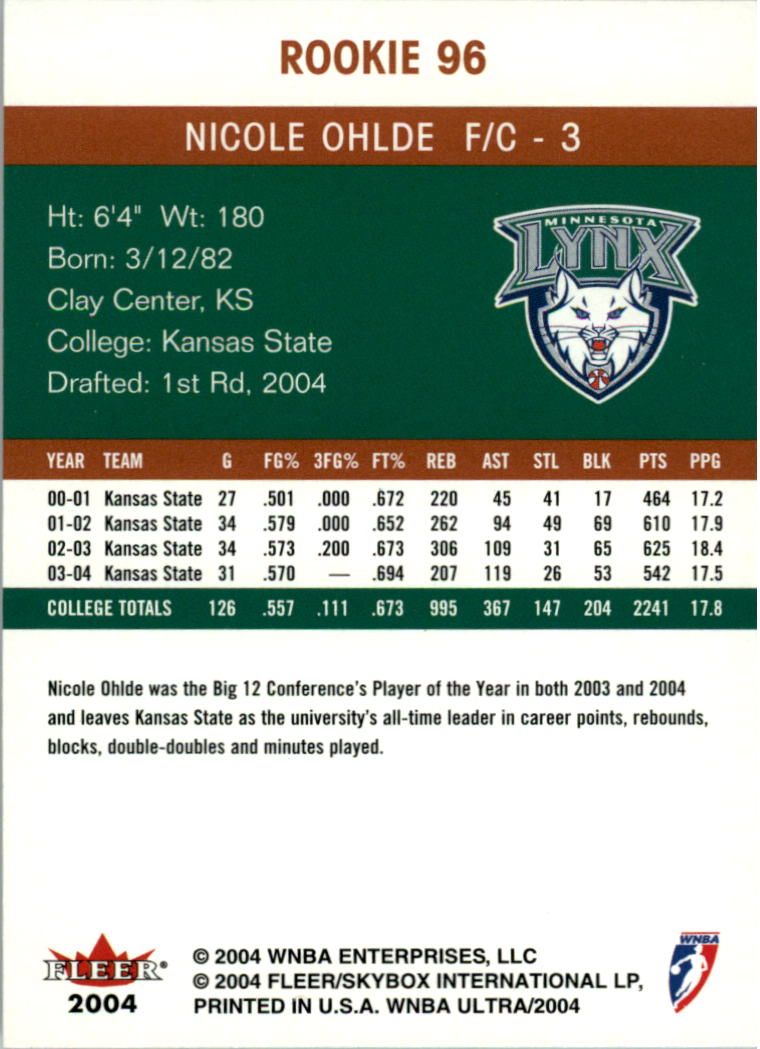 ROOKIE 96
NICOLE OHLDE F/C - 3
Ht: 6'4" Wt: 180
Born: 3/12/82
Clay Center, KS
College: Kansas State
Drafted: 1st Rd, 2004
MINNESOTA
LYNX
YEAR TEAM G FG% 3FG% FT% REB AST STL BLK PTS PPG
00-01 Kansas State 27 .501 .000 .672 220 45 41 17 464 17.2
01-02 Kansas State 34 .579 .000 .652 262 94 49 69 610 17.9
02-03 Kansas State 34 .573 .200 .673 306 109 31 65 625 18.4
03-04 Kansas State 31 .570 — .694 207 119 26 53 542 17.5
COLLEGE TOTALS 126 .557 .111 .673 995 367 147 204 2241 17.8
Nicole Ohlde was the Big 12 Conference's Player of the Year in both 2003 and 2004
and leaves Kansas State as the university's all-time leader in career points, rebounds,
blocks, double-doubles and minutes played.
FLEER®
2004
© 2004 WNBA ENTERPRISES, LLC
© 2004 FLEER/SKYBOX INTERNATIONAL LP,
PRINTED IN U.S.A. WNBA ULTRA/2004
WNBA